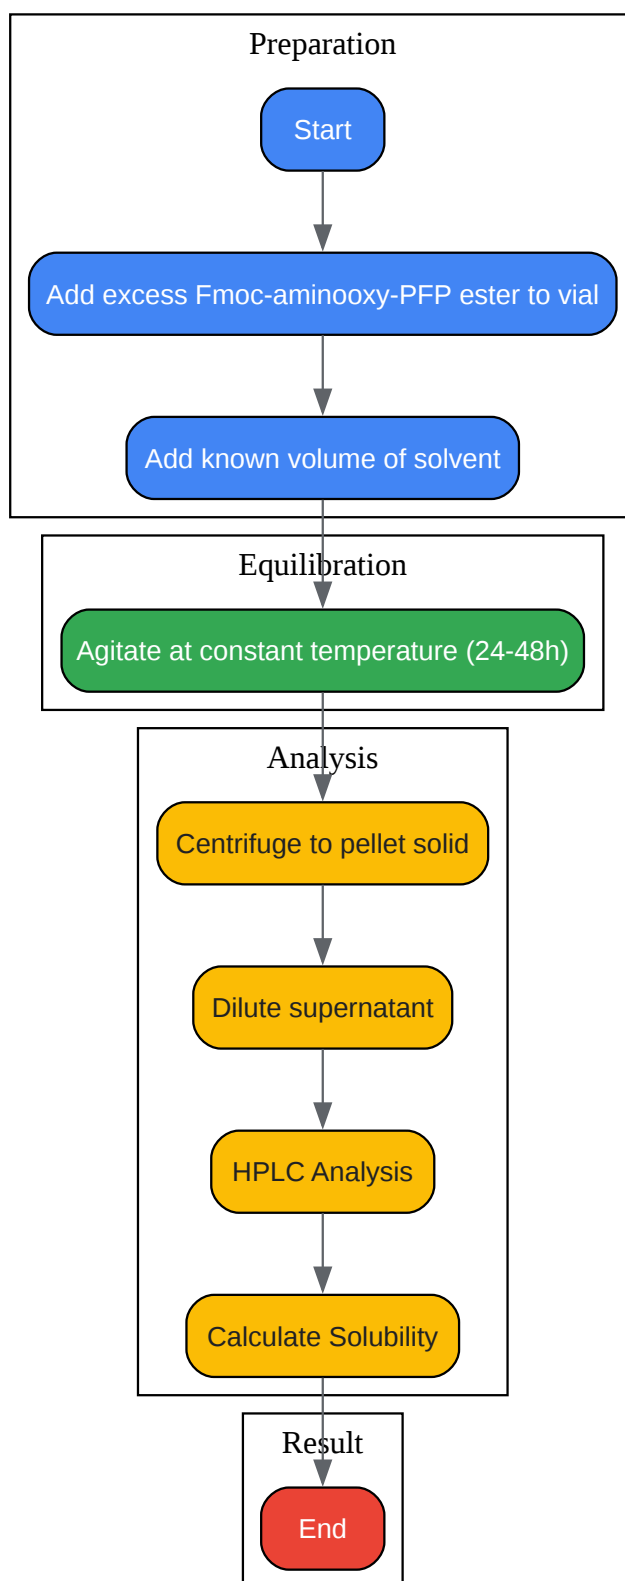 Preparation
Start
Add excess Fmoc-aminooxy-PFP ester to vial
Add known volume of solvent
Equilibration
Agitate at constant temperature (24-48h)
Analysis
Centrifuge to pellet solid
Dilute supernatant
HPLC Analysis
Calculate Solubility
Result
End